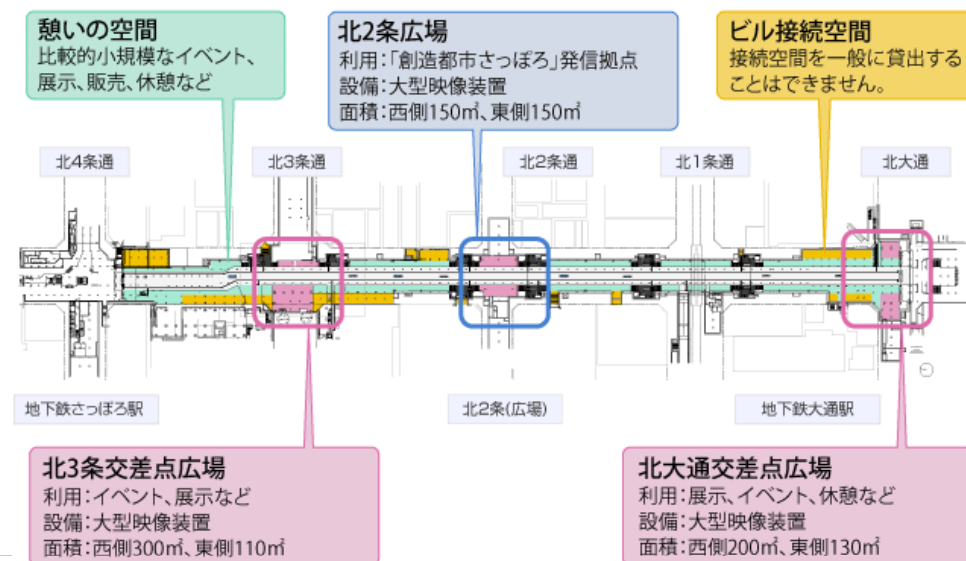 憩いの空間
比較的小規模なイベント、
展示、販売、休憩など
北2条広場
利用：「創造都市さっぽろ」発信拠点
設備：大型映像装置
面積：西側150㎡、東側150㎡
ビル接続空間
接続空間を一般に貸出する
ことはできません。
北4条通
北3条通
北2条通
北1条通
北大通
地下鉄さっぽろ駅
北2条(広場)
地下鉄大通駅
北3条交差点広場
利用：イベント、展示など
設備：大型映像装置
面積：西側300㎡、東側110㎡
北大通交差点広場
利用：展示、イベント、休憩など
設備：大型映像装置
面積：西側200㎡、東側130㎡